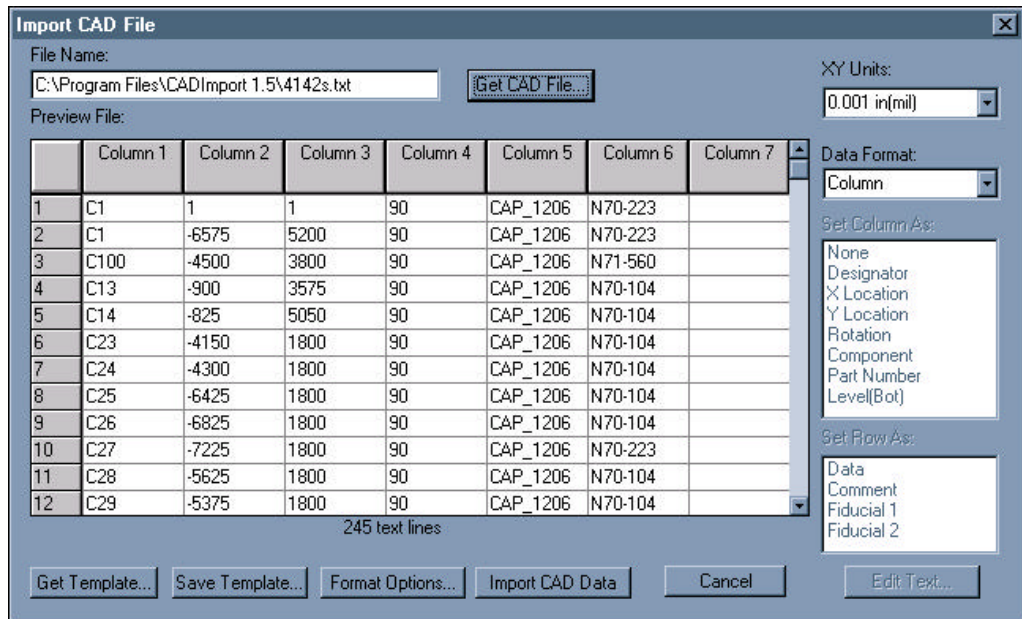 Import CAD File
File Name:
C:\Program Files\CADImport 1.5\4142s.txt
Get CAD File...
Preview File:
XY Units:
0.001 in(mil)
Data Format:
Column
Column 1 Column 2 Column 3 Column 4 Column 5 Column 6 Column 7
1 C1 1 1 90 CAP_1206 N70-223
2 C1 -6575 5200 90 CAP_1206 N70-223
3 C100 -4500 3800 90 CAP_1206 N71-560
4 C13 -900 3575 90 CAP_1206 N70-104
5 C14 -825 5050 90 CAP_1206 N70-104
6 C23 -4150 1800 90 CAP_1206 N70-104
7 C24 -4300 1800 90 CAP_1206 N70-104
8 C25 -6425 1800 90 CAP_1206 N70-104
9 C26 -6825 1800 90 CAP_1206 N70-104
10 C27 -7225 1800 90 CAP_1206 N70-223
11 C28 -5625 1800 90 CAP_1206 N70-104
12 C29 -5375 1800 90 CAP_1206 N70-104
245 text lines
Set Column As:
None
Designator
X Location
Y Location
Rotation
Component
Part Number
Level(Bot)
Set Row As:
Data
Comment
Fiducial 1
Fiducial 2
Get Template...
Save Template...
Format Options...
Import CAD Data
Cancel
Edit Text...